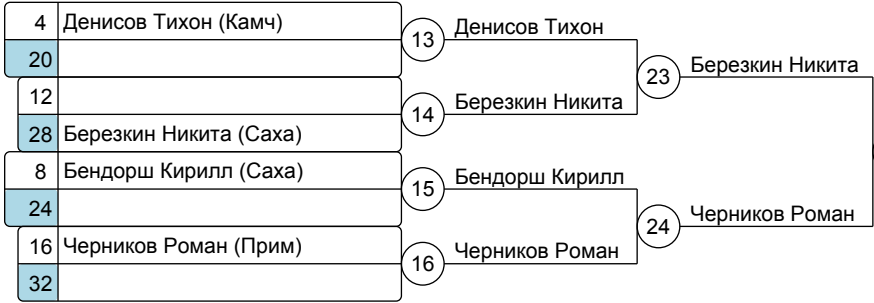 4 Денисов Тихон (Камч)
20
13 Денисов Тихон
12
28 Березкин Никита (Саха)
14 Березкин Никита
23 Березкин Никита
8 Бендорш Кирилл (Саха)
24
15 Бендорш Кирилл
16 Черников Роман (Прим)
32
16 Черников Роман
24 Черников Роман